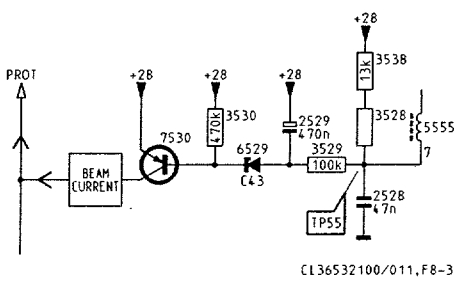 +28
3538
PROT
+28
+28
+28
13k
3530
2529
470n
3528
7530
470k
5555
6529
3529
BEAM
CURRENT
100k
7
C43
2528
47n
TP55
CL36532100/011,F8-3